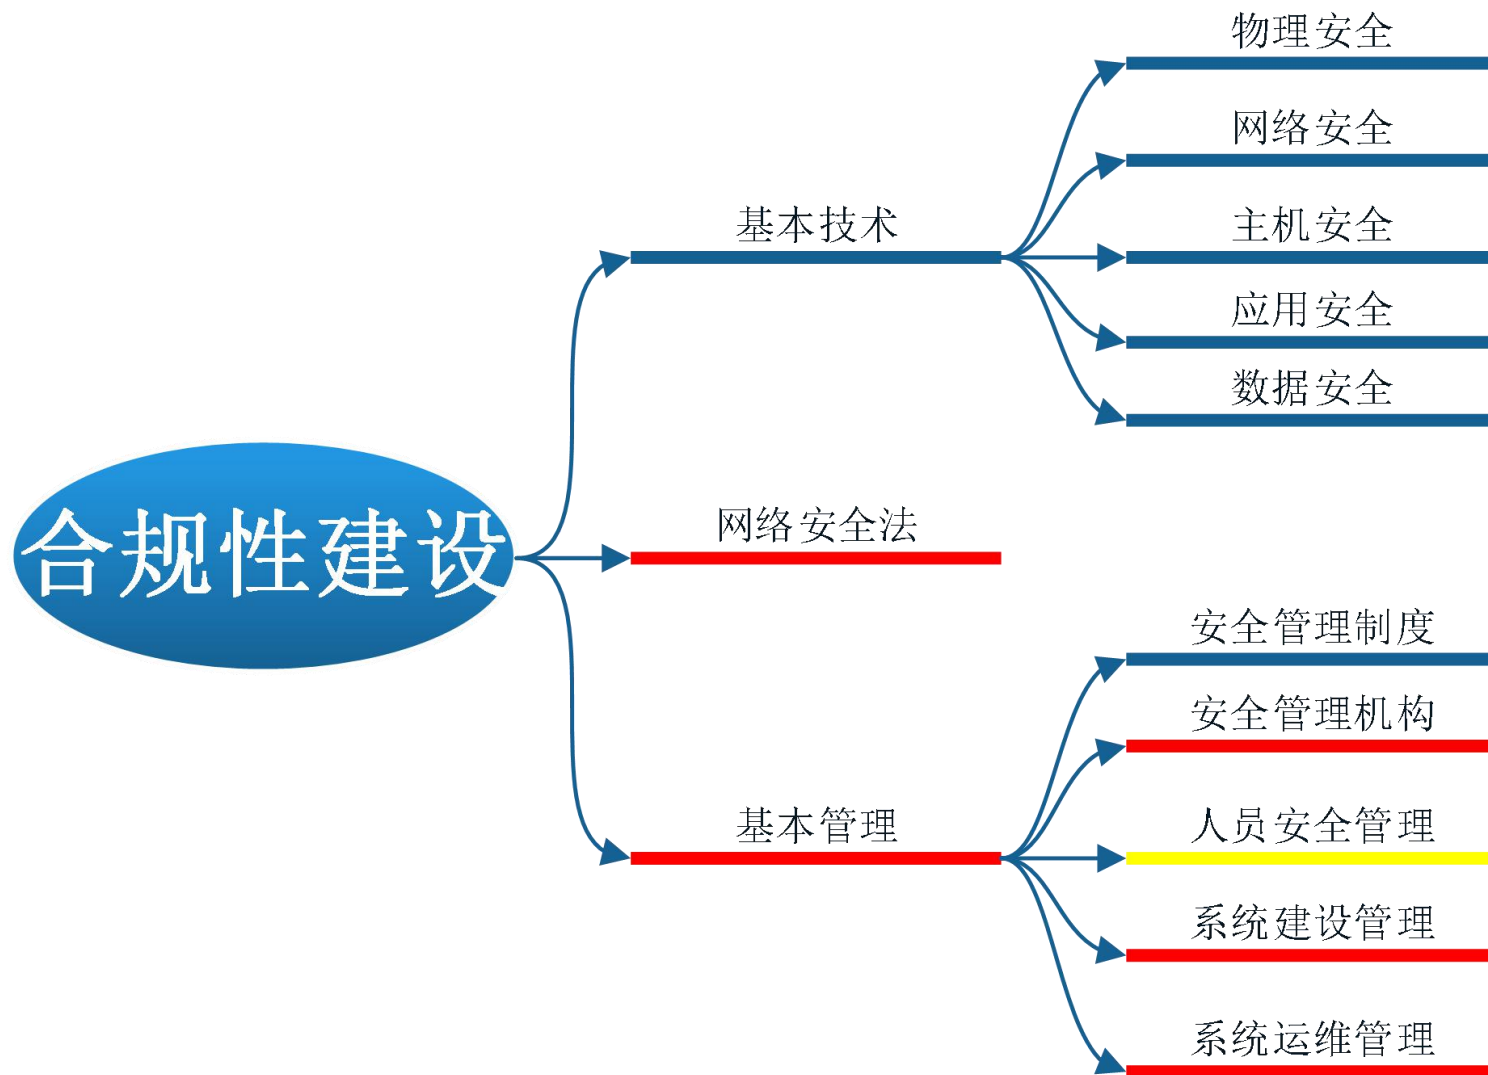 合规性建设
基本技术
物理安全
网络安全
主机安全
应用安全
数据安全
网络安全法
基本管理
安全管理制度
安全管理机构
人员安全管理
系统建设管理
系统运维管理